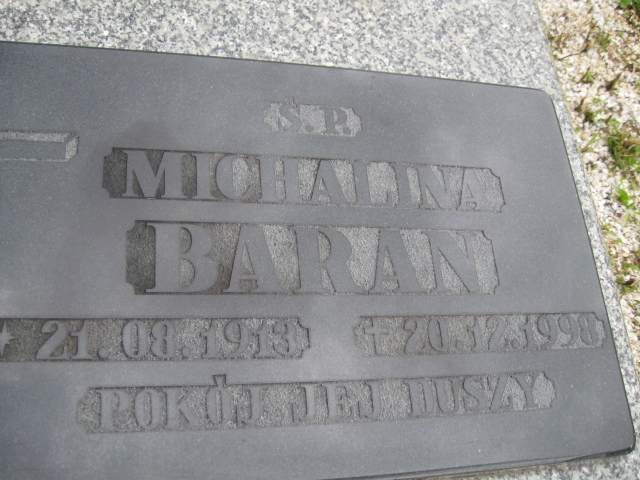 Ś.P.
MICHALINA
BARAN
* 21.08.1913 † 20.12.1998
POKÓJ JEJ DUSZY